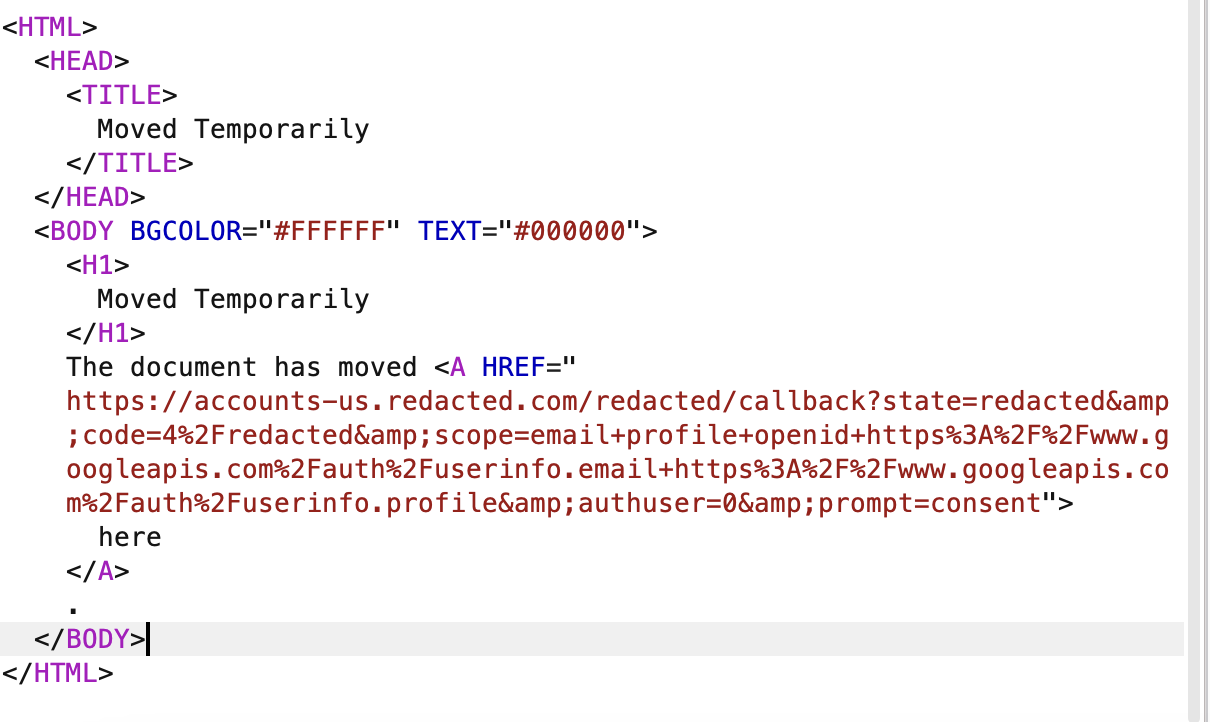 <HTML>
  <HEAD>
    <TITLE>
      Moved Temporarily
    </TITLE>
  </HEAD>
  <BODY BGCOLOR="#FFFFFF" TEXT="#000000">
    <H1>
      Moved Temporarily
    </H1>
    The document has moved <A HREF="
    https://accounts-us.redacted.com/redacted/callback?state=redacted&amp
    ;code=4%2Fredacted&amp;scope=email+profile+openid+https%3A%2F%2Fwww.g
    oogleapis.com%2Fauth%2Fuserinfo.email+https%3A%2F%2Fwww.googleapis.co
    m%2Fauth%2Fuserinfo.profile&amp;authuser=0&amp;prompt=consent">
      here
    </A>
    .
  </BODY>
</HTML>